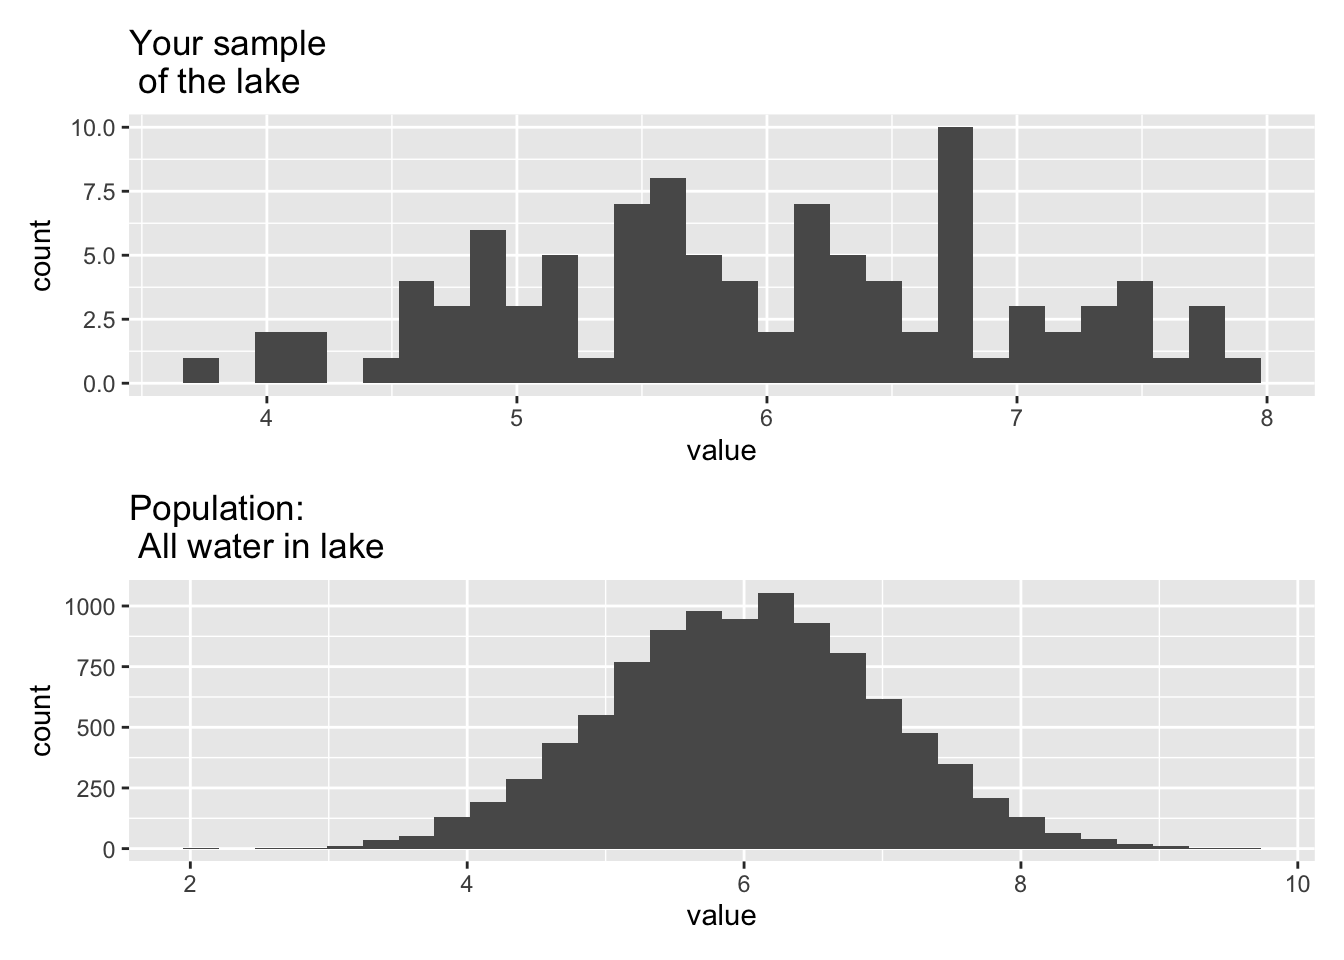 Your sample
of the lake
10.0
7.5
5.0
2.5
0.0
count
4 5 6 7 8
value
Population:
All water in lake
1000
750
500
250
0
count
2 4 6 8 10
value